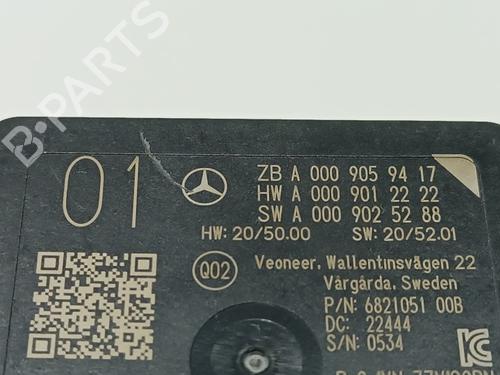 01
ZB A 000 905 94 17
HW A 000 901 22 22
SW A 000 902 52 88
HW: 20/50.00 SW: 20/52.01
Q02
Veoneer, Wallentinsvägen 22
Vårgårda, Sweden
P/N: 6821051 00B
DC: 22444
S/N: 0534
B-PARTS